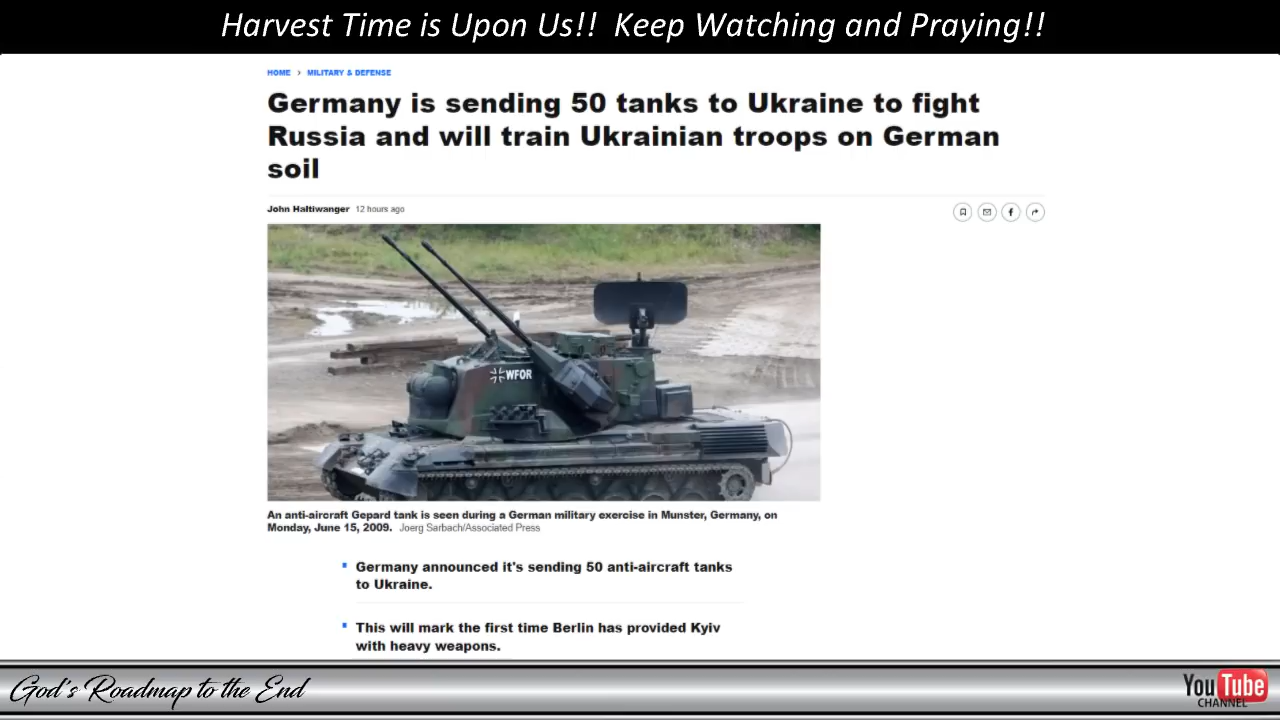 Harvest Time is Upon Us!! Keep Watching and Praying!!
HOME > MILITARY & DEFENSE
Germany is sending 50 tanks to Ukraine to fight
Russia and will train Ukrainian troops on German
soil
John Haltiwanger 12 hours ago
WFOR
An anti-aircraft Gepard tank is seen during a German military exercise in Munster, Germany, on
Monday, June 15, 2009. Joerg Sarbach/Associated Press
Germany announced it's sending 50 anti-aircraft tanks
to Ukraine.
This will mark the first time Berlin has provided Kyiv
with heavy weapons.
God's Roadmap to the End
YouTube
CHANNEL